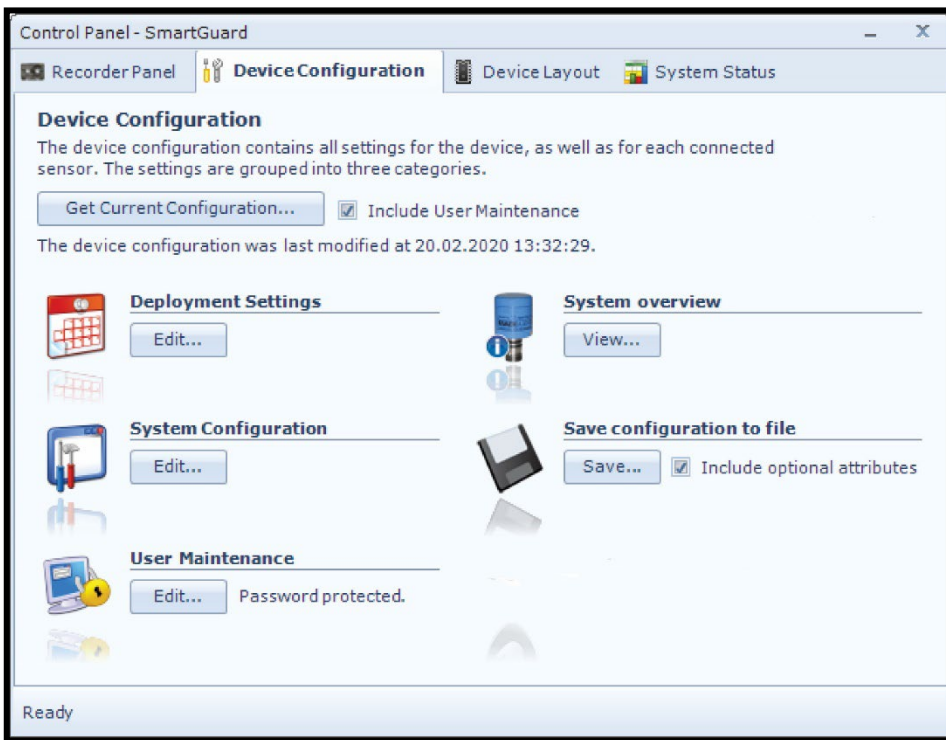 Control Panel - SmartGuard
Recorder Panel
Device Configuration
Device Layout
System Status
Device Configuration
The device configuration contains all settings for the device, as well as for each connected
sensor. The settings are grouped into three categories.
Get Current Configuration...
Include User Maintenance
The device configuration was last modified at 20.02.2020 13:32:29.
Deployment Settings
Edit...
System overview
View...
System Configuration
Edit...
Save configuration to file
Save...
Include optional attributes
User Maintenance
Edit...
Password protected.
Ready